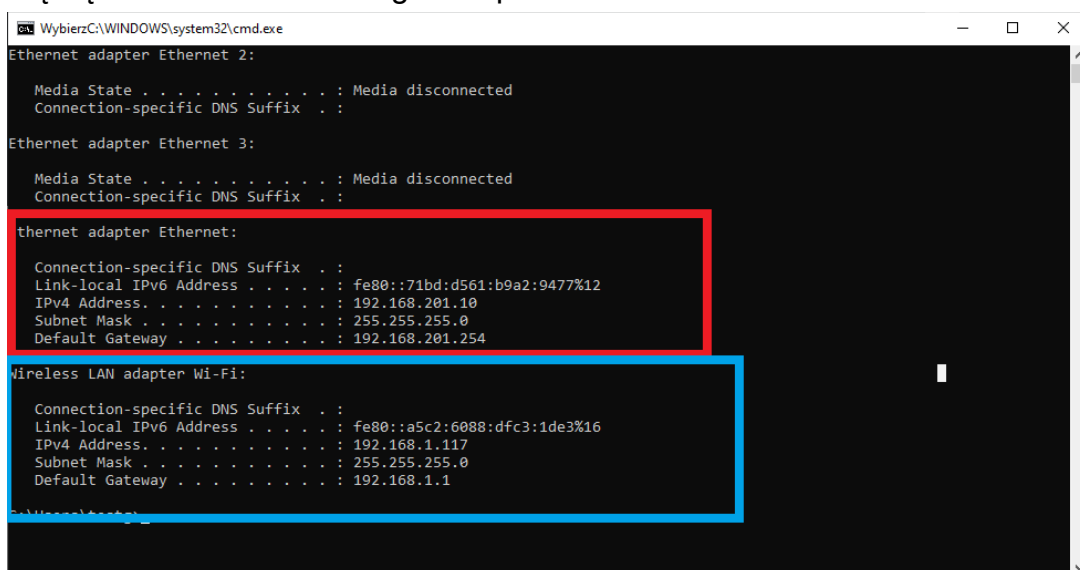 WybierzC:\WINDOWS\system32\cmd.exe
Ethernet adapter Ethernet 2:
Media State . . . . . . . . . . . : Media disconnected
Connection-specific DNS Suffix  . :
Ethernet adapter Ethernet 3:
Media State . . . . . . . . . . . : Media disconnected
Connection-specific DNS Suffix  . :
thernet adapter Ethernet:
Connection-specific DNS Suffix  . :
Link-local IPv6 Address . . . . . : fe80::71bd:d561:b9a2:9477%12
IPv4 Address. . . . . . . . . . . : 192.168.201.10
Subnet Mask . . . . . . . . . . . : 255.255.255.0
Default Gateway . . . . . . . . . : 192.168.201.254
Wireless LAN adapter Wi-Fi:
Connection-specific DNS Suffix  . :
Link-local IPv6 Address . . . . . : fe80::a5c2:6088:dfc3:1de3%16
IPv4 Address. . . . . . . . . . . : 192.168.1.117
Subnet Mask . . . . . . . . . . . : 255.255.255.0
Default Gateway . . . . . . . . . : 192.168.1.1